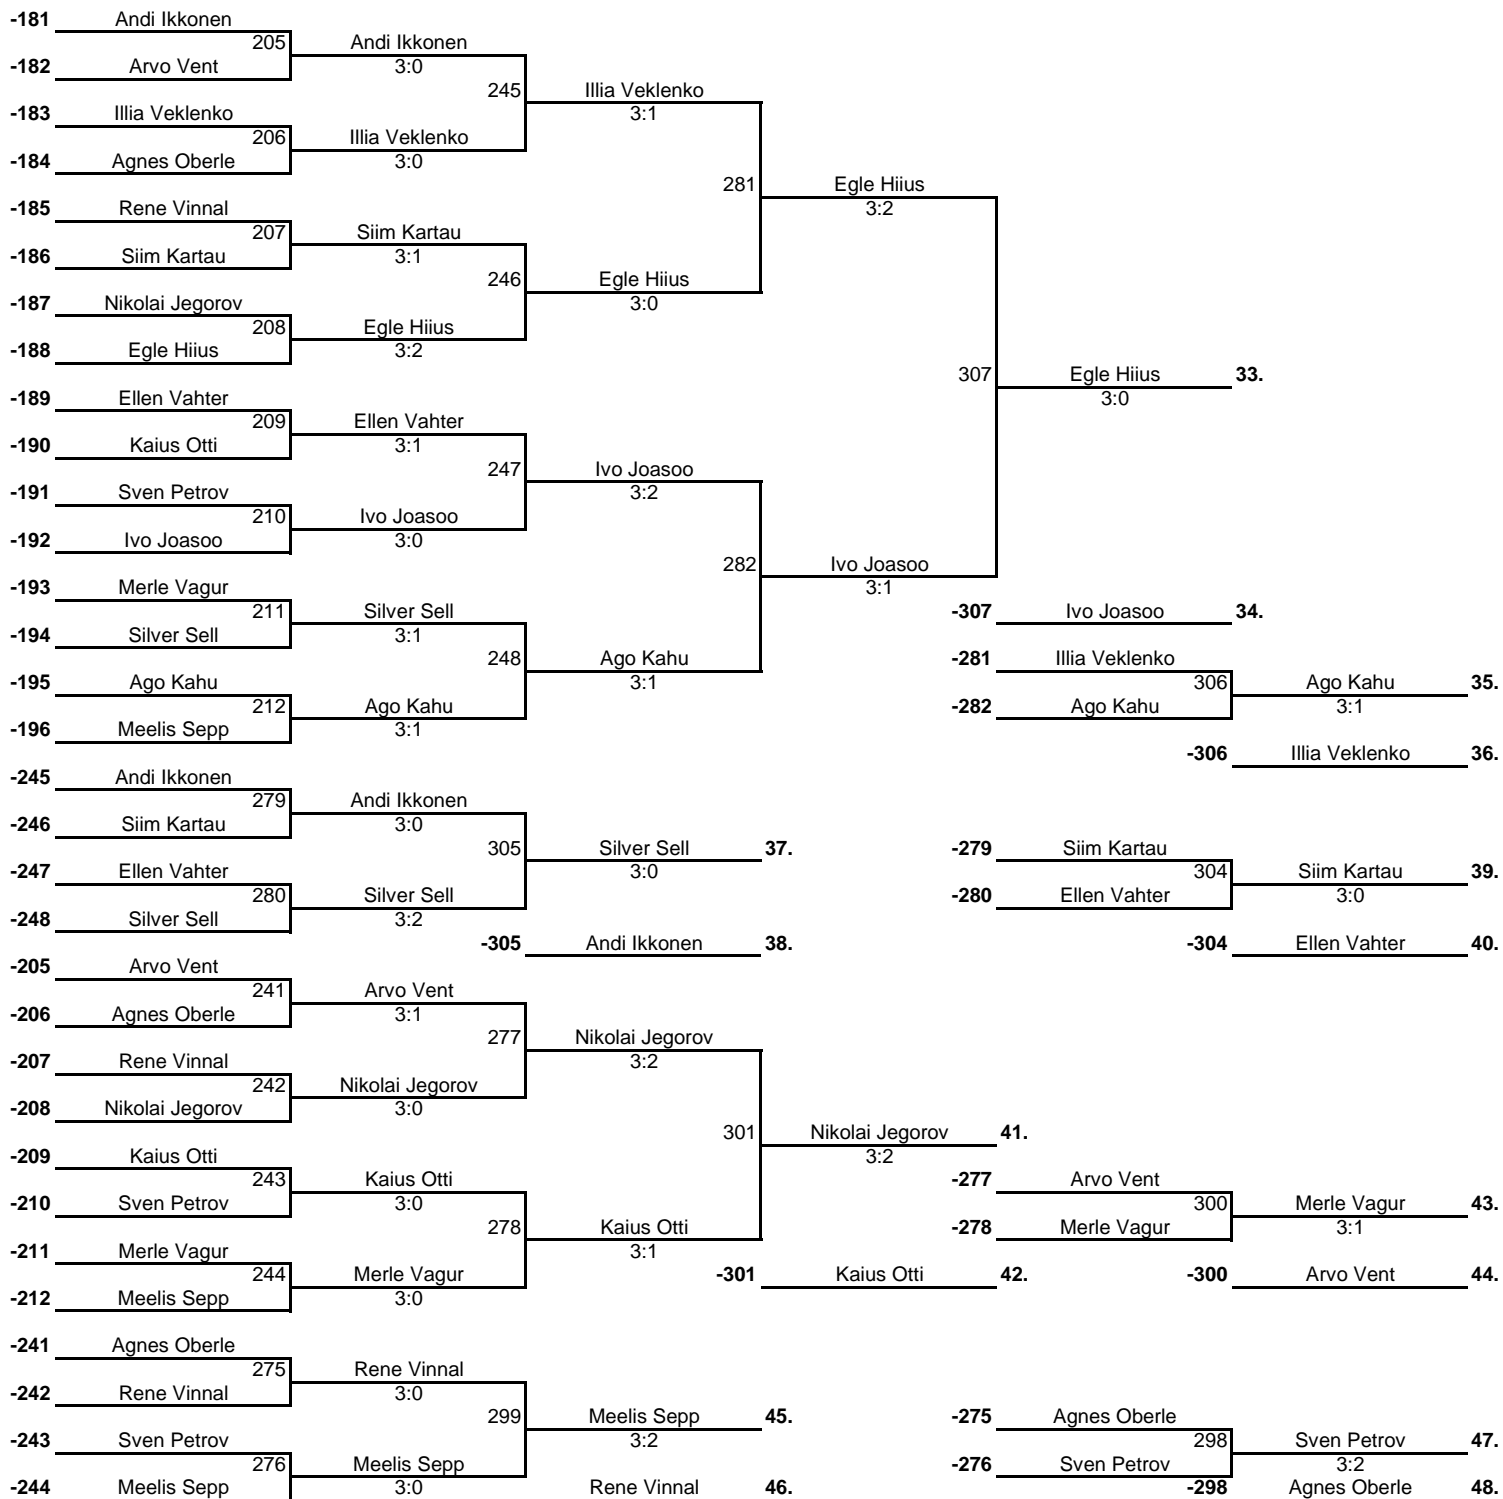 -181 Andi Ikkonen
205 Andi Ikkonen
-182 Arvo Vent 3:0
245 Illia Veklenko
-183 Illia Veklenko 3:1
206 Illia Veklenko
-184 Agnes Oberle 3:0
281 Egle Hiius
-185 Rene Vinnal 3:2
207 Siim Kartau
-186 Siim Kartau 3:1
246 Egle Hiius
-187 Nikolai Jegorov 3:0
208 Egle Hiius
-188 Egle Hiius 3:2
307 Egle Hiius 33.
-189 Ellen Vahter 3:0
209 Ellen Vahter
-190 Kaius Otti 3:1
247 Ivo Joasoo
-191 Sven Petrov 3:2
210 Ivo Joasoo
-192 Ivo Joasoo 3:0
282 Ivo Joasoo
-193 Merle Vagur 3:1
211 Silver Sell -307 Ivo Joasoo 34.
-194 Silver Sell 3:1
248 Ago Kahu -281 Illia Veklenko
-195 Ago Kahu 3:1 306 Ago Kahu 35.
212 Ago Kahu -282 Ago Kahu 3:1
-196 Meelis Sepp 3:1
-306 Illia Veklenko 36.
-245 Andi Ikkonen
279 Andi Ikkonen
-246 Siim Kartau 3:0
305 Silver Sell 37. -279 Siim Kartau
-247 Ellen Vahter 3:0 304 Siim Kartau 39.
280 Silver Sell -280 Ellen Vahter 3:0
-248 Silver Sell 3:2
-305 Andi Ikkonen 38. -304 Ellen Vahter 40.
-205 Arvo Vent
241 Arvo Vent
-206 Agnes Oberle 3:1
277 Nikolai Jegorov
-207 Rene Vinnal 3:2
242 Nikolai Jegorov
-208 Nikolai Jegorov 3:0
301 Nikolai Jegorov 41.
-209 Kaius Otti 3:2
243 Kaius Otti -277 Arvo Vent
-210 Sven Petrov 3:0 300 Merle Vagur 43.
278 Kaius Otti -278 Merle Vagur 3:1
-211 Merle Vagur 3:1
244 Merle Vagur -301 Kaius Otti 42. -300 Arvo Vent 44.
-212 Meelis Sepp 3:0
-241 Agnes Oberle
275 Rene Vinnal
-242 Rene Vinnal 3:0
299 Meelis Sepp 45. -275 Agnes Oberle
-243 Sven Petrov 3:2 298 Sven Petrov 47.
276 Meelis Sepp -276 Sven Petrov 3:2
-244 Meelis Sepp 3:0 Rene Vinnal 46. -298 Agnes Oberle 48.